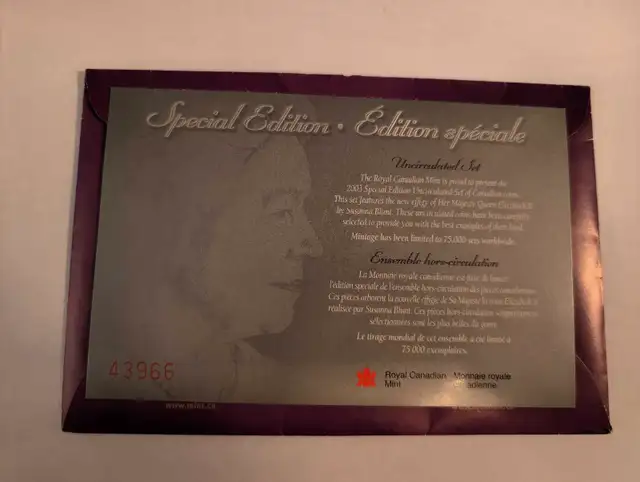 Special Edition · Édition spéciale
Uncirculated Set
The Royal Canadian Mint is proud to present the
2003 Special Edition Uncirculated Set of Canadian coins.
This set features the new effigy of Her Majesty Queen Elizabeth II
by Susanna Blunt. These uncirculated coins have been carefully
selected to provide you with the best examples of their kind.
Mintage has been limited to 75,000 sets worldwide.
Ensemble hors-circulation
La Monnaie royale canadienne est fière de lancer
l'édition spéciale de l'ensemble hors-circulation des pièces canadiennes
Ces pièces arborent la nouvelle effigie de Sa Majesté la reine Elizabeth II
réalisée par Susanna Blunt. Ces pièces hors-circulation soigneusement
sélectionnées sont les plus belles du genre.
Le tirage mondial de cet ensemble a été limité à
75 000 exemplaires.
43966
Royal Canadian Mint
Monnaie royale canadienne
www.mint.ca